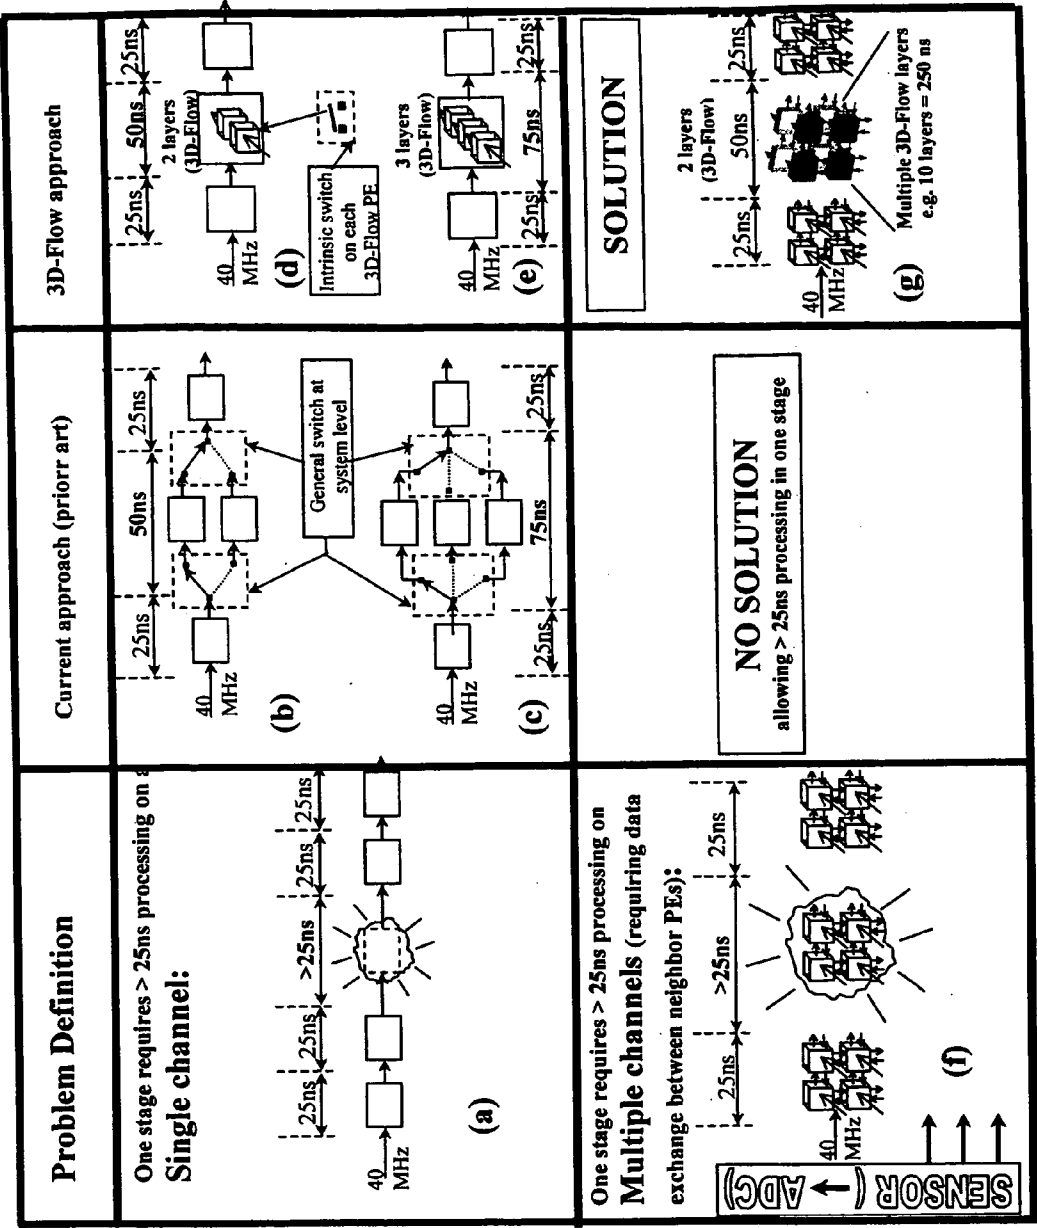 Problem Definition
Current approach (priorr art)
3D-Flow approach
One stage requires > 25ns processing on a
Single channel:
25ns
25ns
>25ns
25ns
25ns
40
MHz
(a)
25ns
50ns
25ns
40
MHz
(b)
General switch at
system level
25ns
75ns
25ns
40
MHz
(c)
25ns
50ns
25ns
2 layers
(3D-Flow)
40
MHz
(d)
Intrinsic switch
on each
3D-Flow PE
3 layers
(3D-Flow)
40
MHz
(e)
25ns
75ns
25ns
One stage requires > 25ns processing on
Multiple channels (requiring data
exchange between neighbor PEs):
25ns
>25ns
25ns
40
MHz
(f)
SENSOR (→ ADC)
NO SOLUTION
allowing > 25ns processing in one stage
SOLUTION
2 layers
(3D-Flow)
25ns
50ns
25ns
40
MHz
(g)
Multiple 3D-Flow layers
e.g. 10 layers = 250 ns